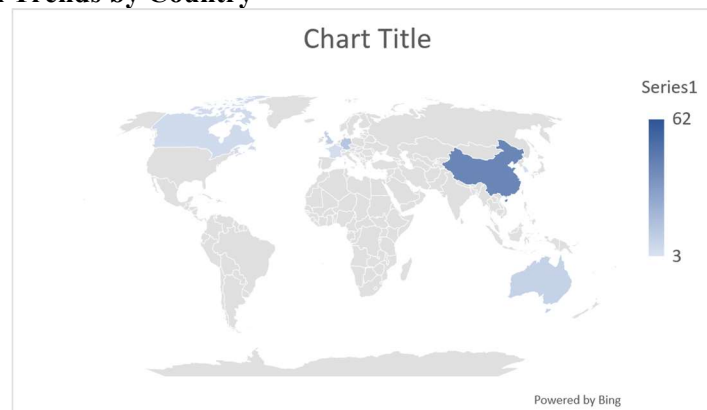 Trends by Country
Chart Title
Series1
62
3
Powered by Bing